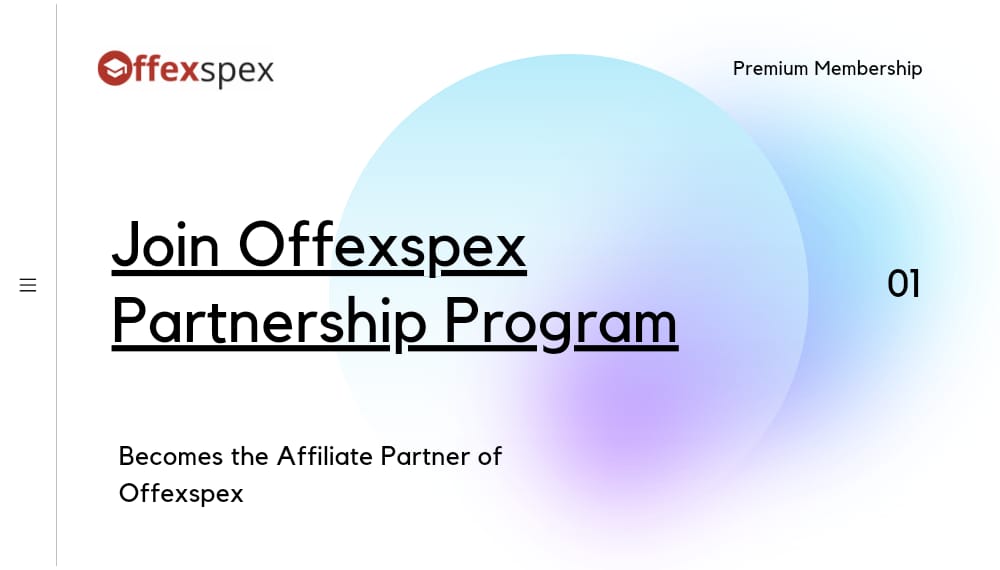 Offexspex
Premium Membership
Join Offexspex
Partnership Program
01
Becomes the Affiliate Partner of
Offexspex